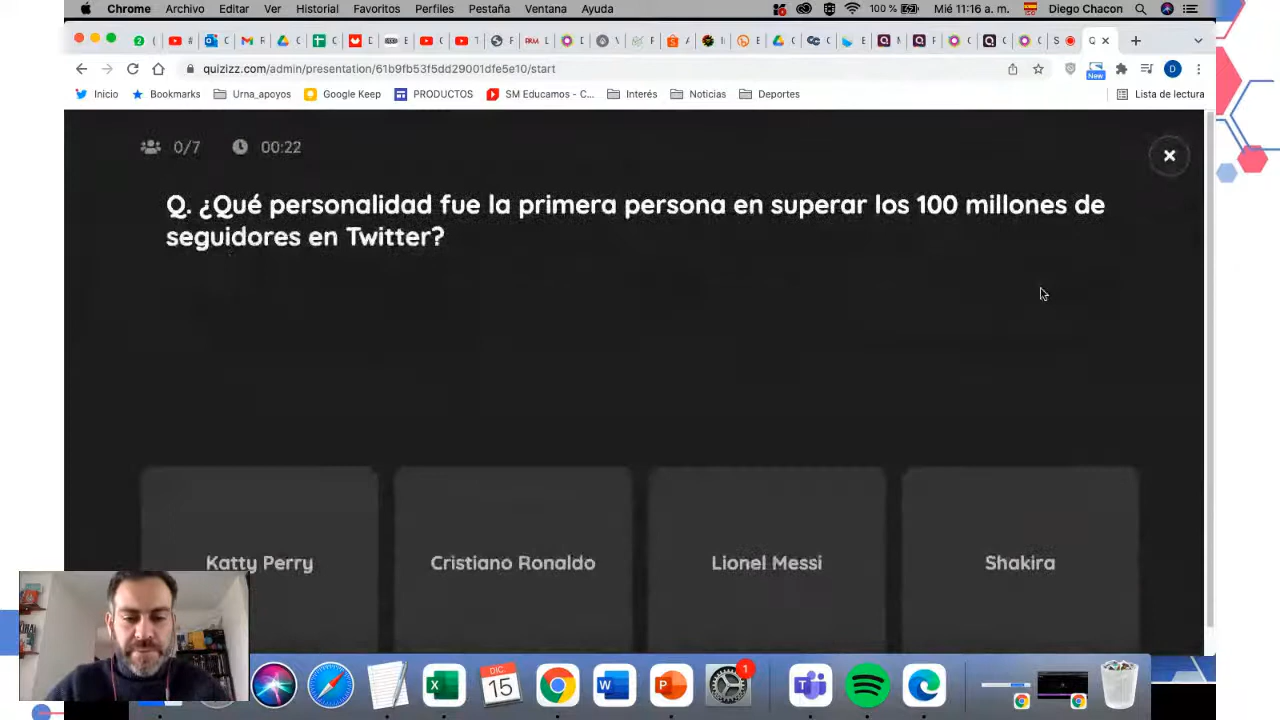 Chrome Archivo Editar Ver Historial Favoritos Perfiles Pestaña Ventana Ayuda 100 % Mié 11:16 a. m. Diego Chacon
quizizz.com/admin/presentation/61b9fb53f5dd29001dfe5e10/start
New
Inicio Bookmarks Urna_apoyos Google Keep PRODUCTOS SM Educamos - C... Interés Noticias Deportes Lista de lectura
0/7 00:22
Q. ¿Qué personalidad fue la primera persona en superar los 100 millones de
seguidores en Twitter?
Katty Perry Cristiano Ronaldo Lionel Messi Shakira
DIC.
15
1